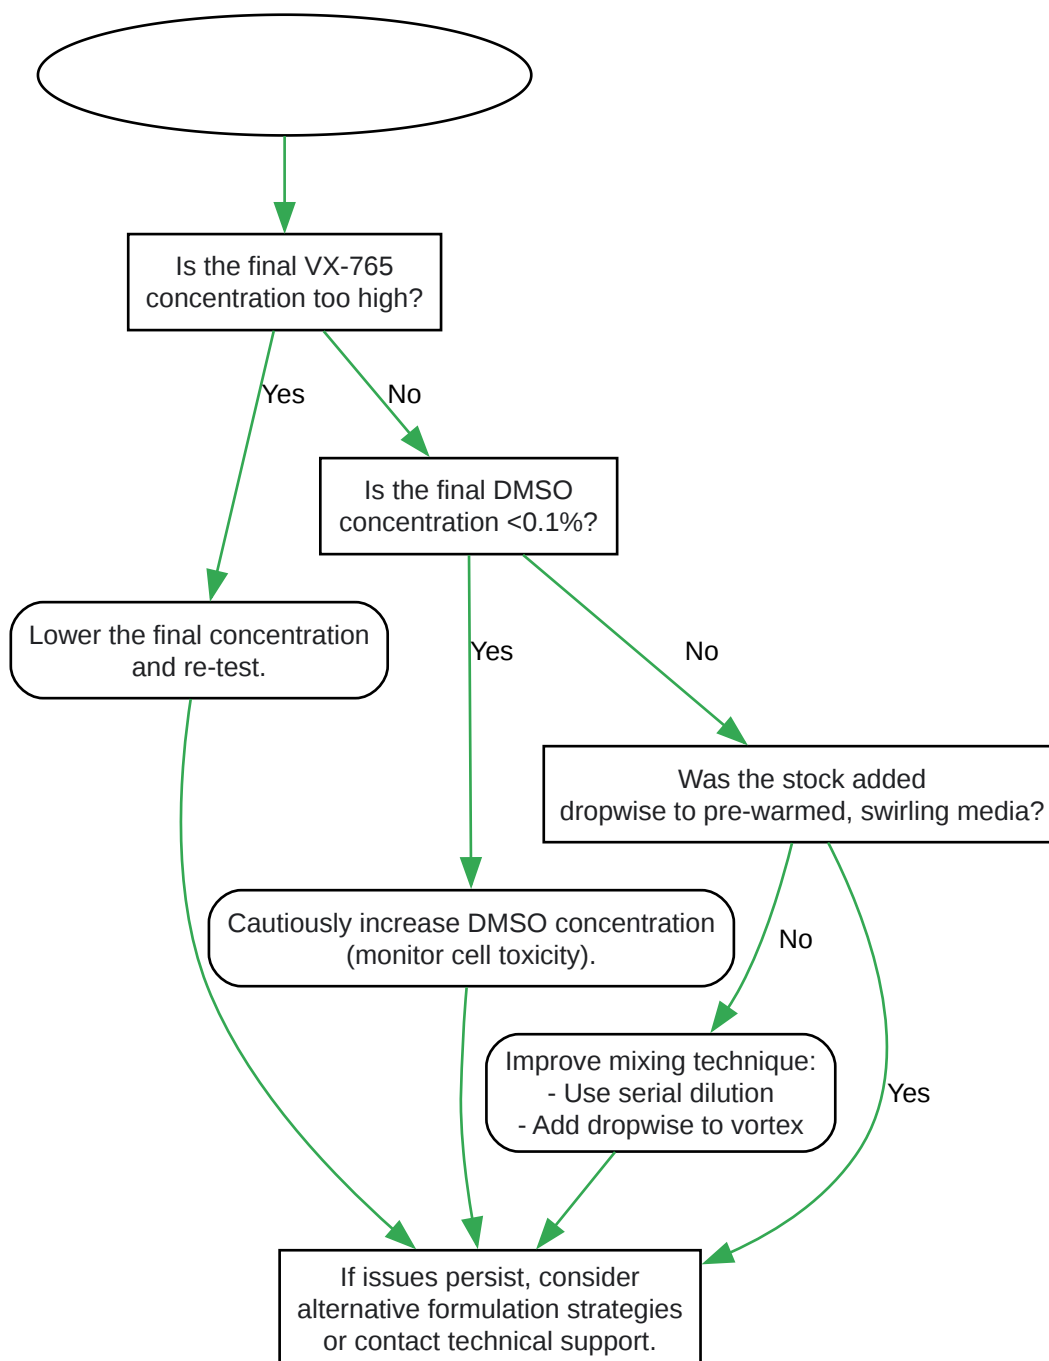 Is the final VX-765
concentration too high?
Yes
No
Is the final DMSO
concentration <0.1%?
Lower the final concentration
and re-test.
Yes
No
Was the stock added
dropwise to pre-warmed, swirling media?
Cautiously increase DMSO concentration
(monitor cell toxicity).
No
Improve mixing technique:
- Use serial dilution
- Add dropwise to vortex
Yes
If issues persist, consider
alternative formulation strategies
or contact technical support.